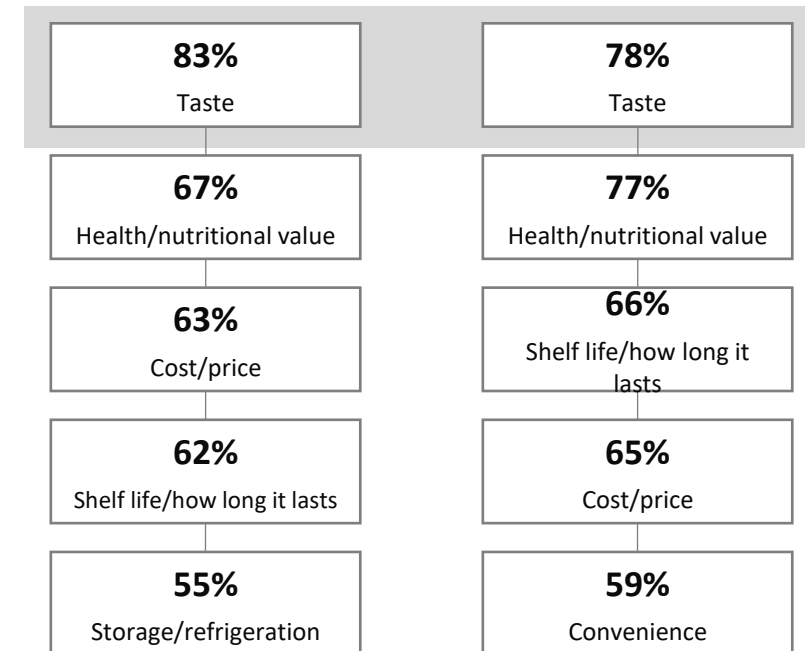 83%
Taste
67%
Health/nutritional value
63%
Cost/price
62%
Shelf life/how long it lasts
55%
Storage/refrigeration
78%
Taste
77%
Health/nutritional value
66%
Shelf life/how long it
lasts
65%
Cost/price
59%
Convenience